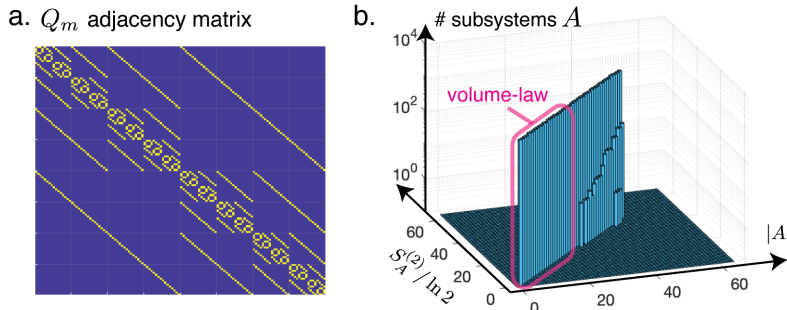 a. Q_m adjacency matrix
b. # subsystems A
10^4
volume-law
10^2
10^0
|A
60
40
20
0
S_A^(2) / ln 2
0
20
40
60